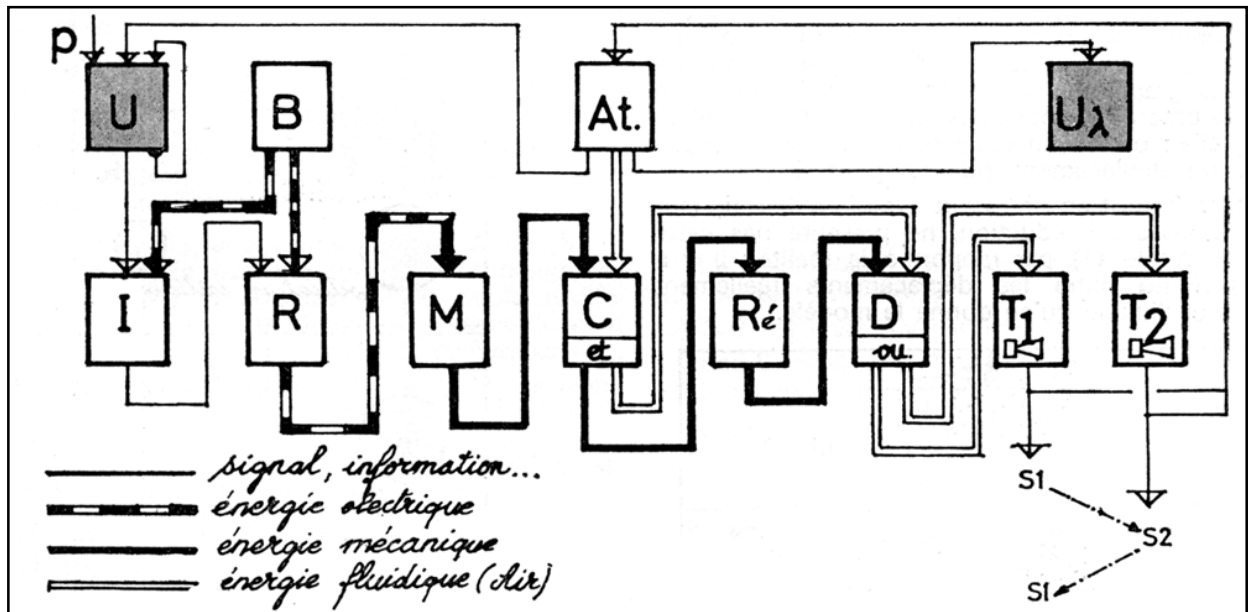 p
U
B
At.
Uλ
I
R
M
C
et
Ré
D
ou.
T1
T2
S1
S2
S1
signal, information...
énergie électrique
énergie mécanique
énergie fluidique (Air)